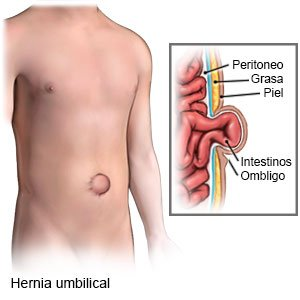 Peritoneo
Grasa
Piel
Intestinos
Ombligo
Hernia umbilical